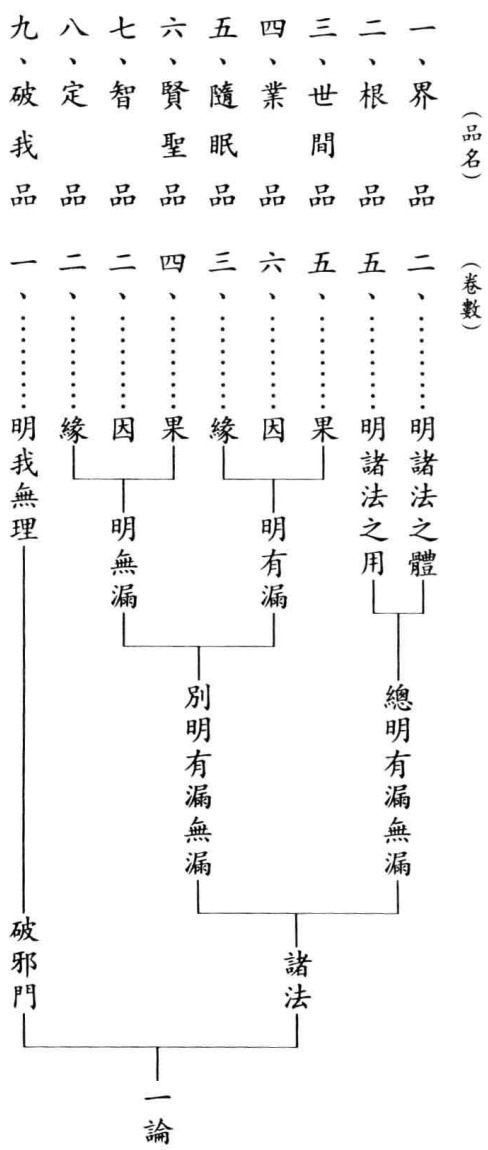 （品名）　（卷數）
一、界品　二、………明諸法之體
二、根品　五、………明諸法之用
三、世間品　五、………果
四、業品　六、………因
五、隨眠品　三、………緣
六、賢聖品　四、………果
七、智品　二、………因
八、定品　二、………緣
九、破我品　一、………明我無理
明有漏
明無漏
總明有漏無漏
別明有漏無漏
諸法
破邪門
一論